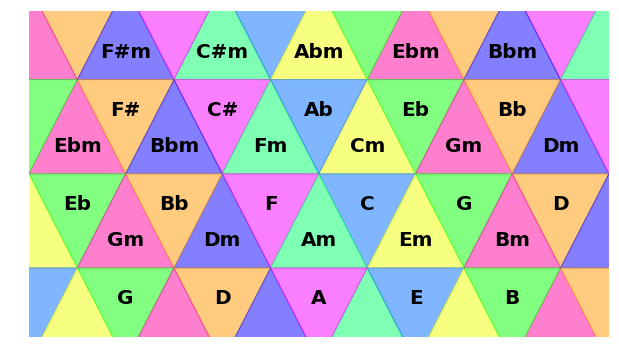 F#m C#m Abm Ebm Bbm
F# C# Ab Eb Bb
Ebm Bbm Fm Cm Gm Dm
Eb Bb F C G D
Gm Dm Am Em Bm
G D A E B